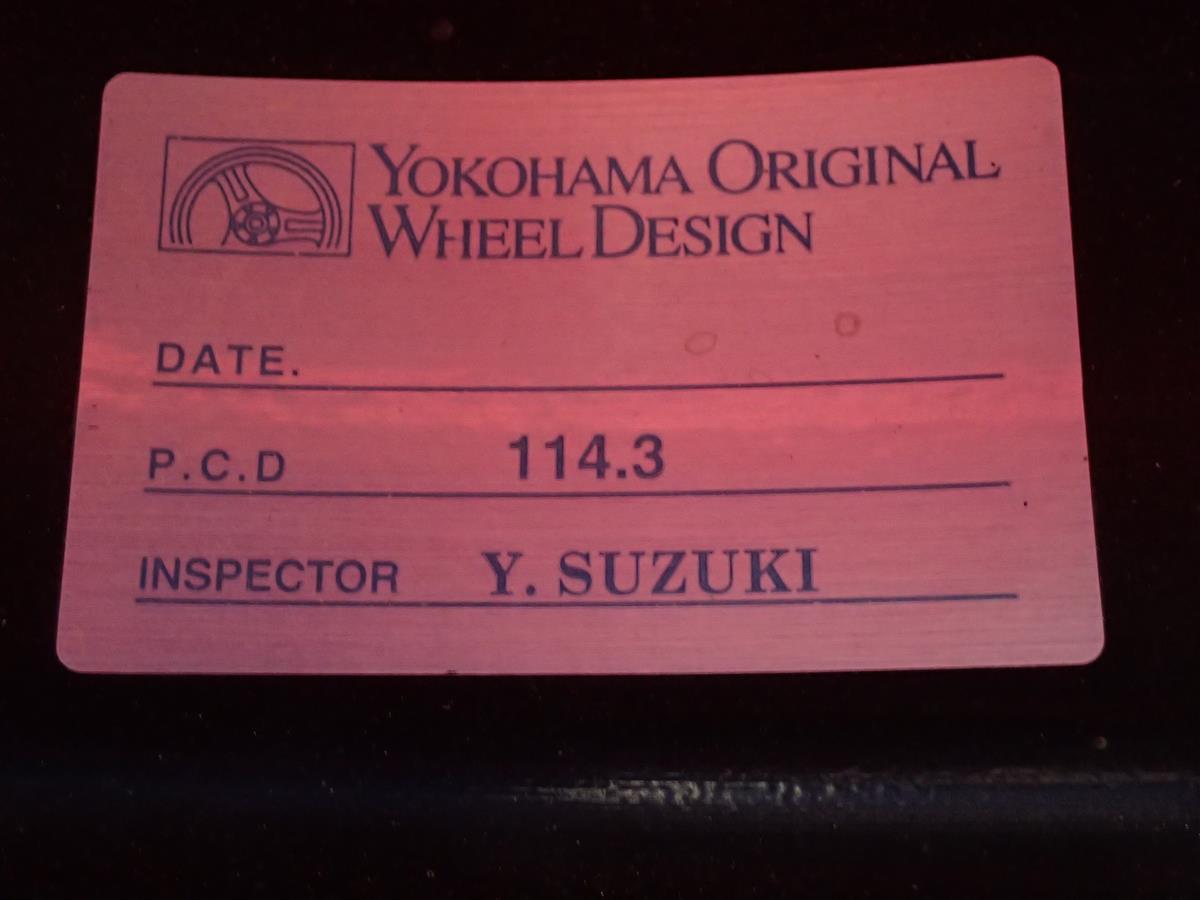 YOKOHAMA ORIGINAL
WHEEL DESIGN
DATE.
P.C.D 114.3
INSPECTOR Y. SUZUKI